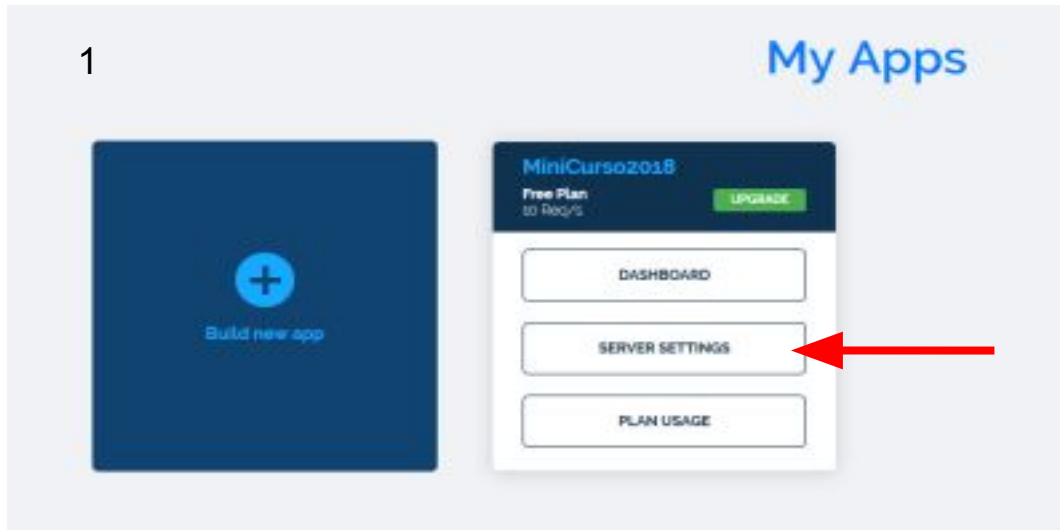 1
My Apps
MiniCurso2018
Free Plan
10 Req/s
UPGRADE
DASHBOARD
Build new app
SERVER SETTINGS
PLAN USAGE